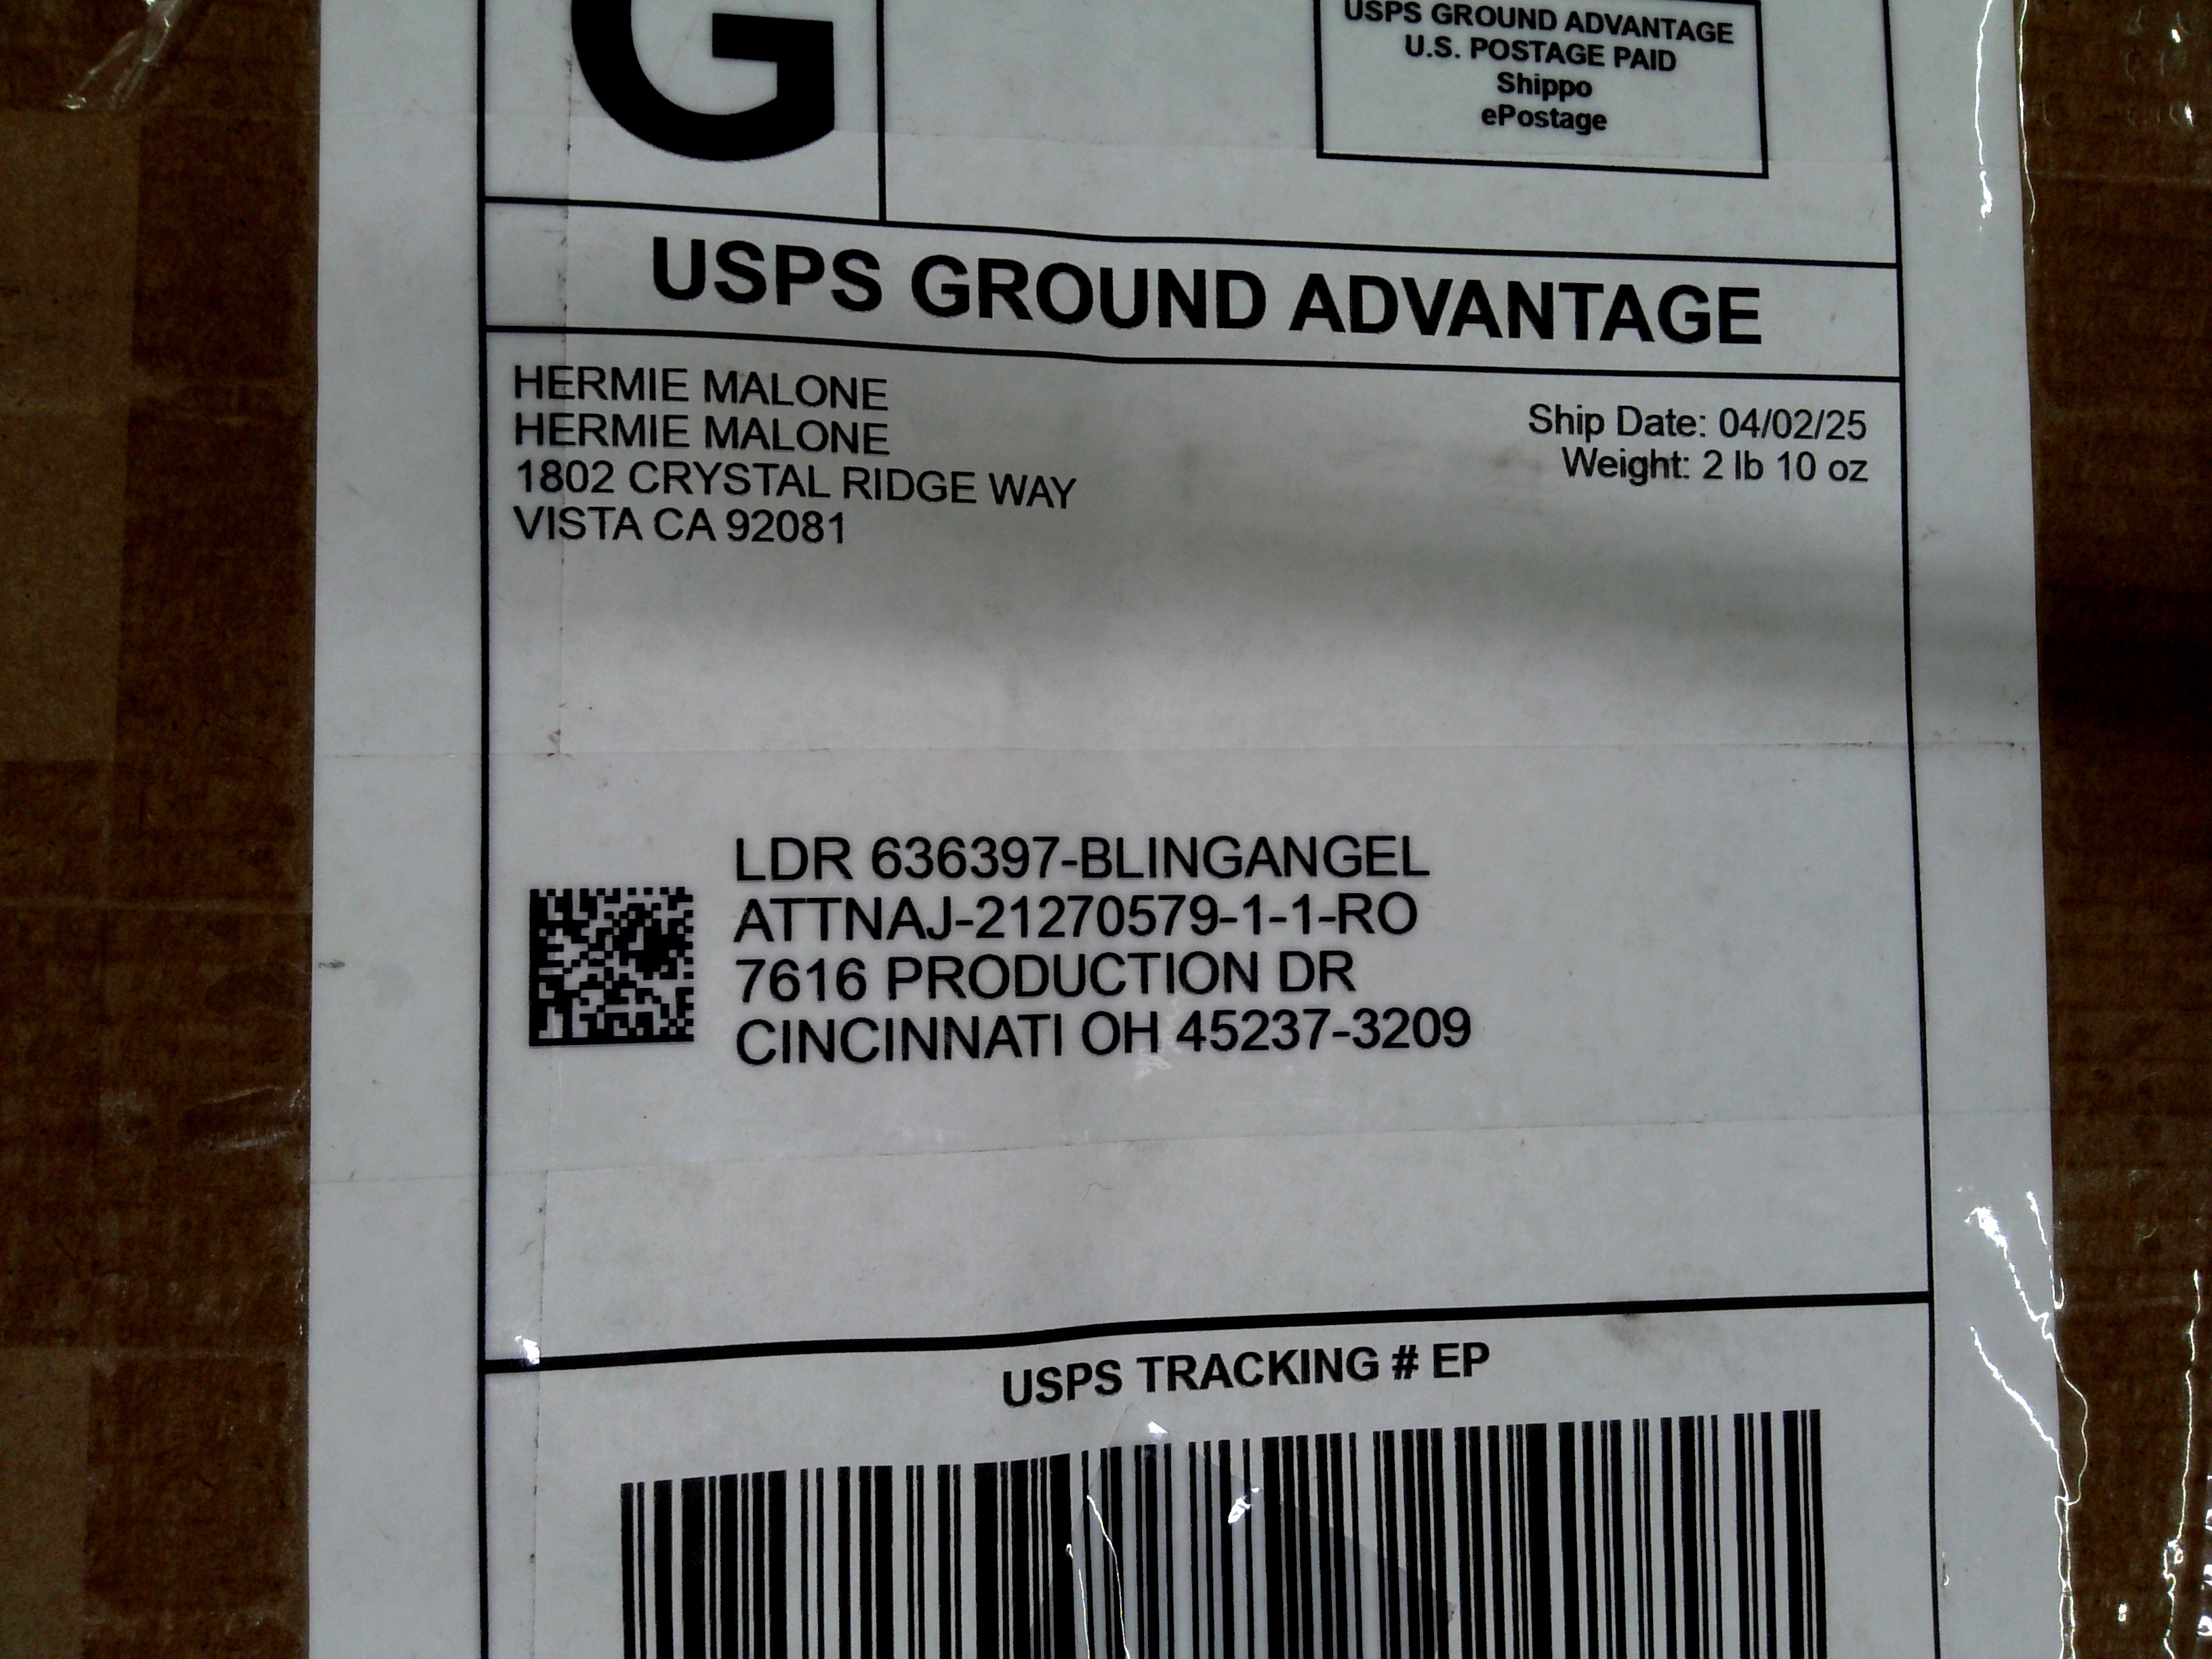 G
USPS GROUND ADVANTAGE
U.S. POSTAGE PAID
Shippo
ePostage
USPS GROUND ADVANTAGE
HERMIE MALONE
HERMIE MALONE
1802 CRYSTAL RIDGE WAY
VISTA CA 92081
Ship Date: 04/02/25
Weight: 2 lb 10 oz
LDR 636397-BLINGANGEL
ATTNAJ-21270579-1-1-RO
7616 PRODUCTION DR
CINCINNATI OH 45237-3209
USPS TRACKING # EP